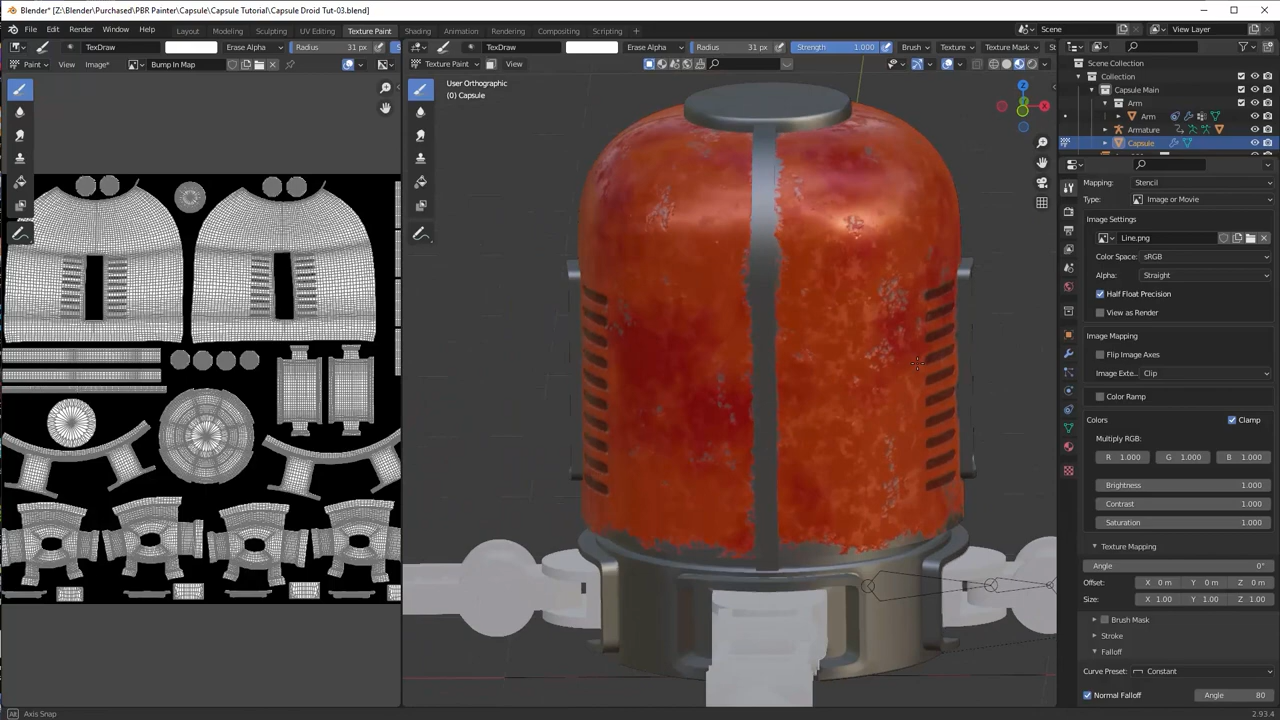 Blender* [Z:\Blender\Purchased\PBR Painter\Capsule\Capsule Tutorial\Capsule Droid Tut-03.blend]
File Edit Render Window Help Layout Modeling Sculpting UV Editing Texture Paint Shading Animation Rendering Compositing Scripting + Scene View Layer
TexDraw Erase Alpha Radius 31 px TexDraw Erase Alpha Radius 31 px Strength 1.000 Brush Texture Texture Mask
Paint View Image* Bump In Map Texture Paint View
Scene Collection
Collection
Capsule Main
Arm
Arm
Armature
Capsule
User Orthographic
(0) Capsule
Mapping: Stencil
Type: Image or Movie
Image Settings
Line.png
Color Space: sRGB
Alpha: Straight
Half Float Precision
View as Render
Image Mapping
Flip Image Axes
Image Exte... Clip
Color Ramp
Colors Clamp
Multiply RGB:
R 1.000 G 1.000 B 1.000
Brightness 1.000
Contrast 1.000
Saturation 1.000
Texture Mapping
Angle 0°
Offset: X 0 m Y 0 m Z 0 m
Size: X 1.00 Y 1.00 Z 1.00
Brush Mask
Stroke
Falloff
Curve Preset: Constant
Normal Falloff Angle 80
Alt Axis Snap 2.93.4